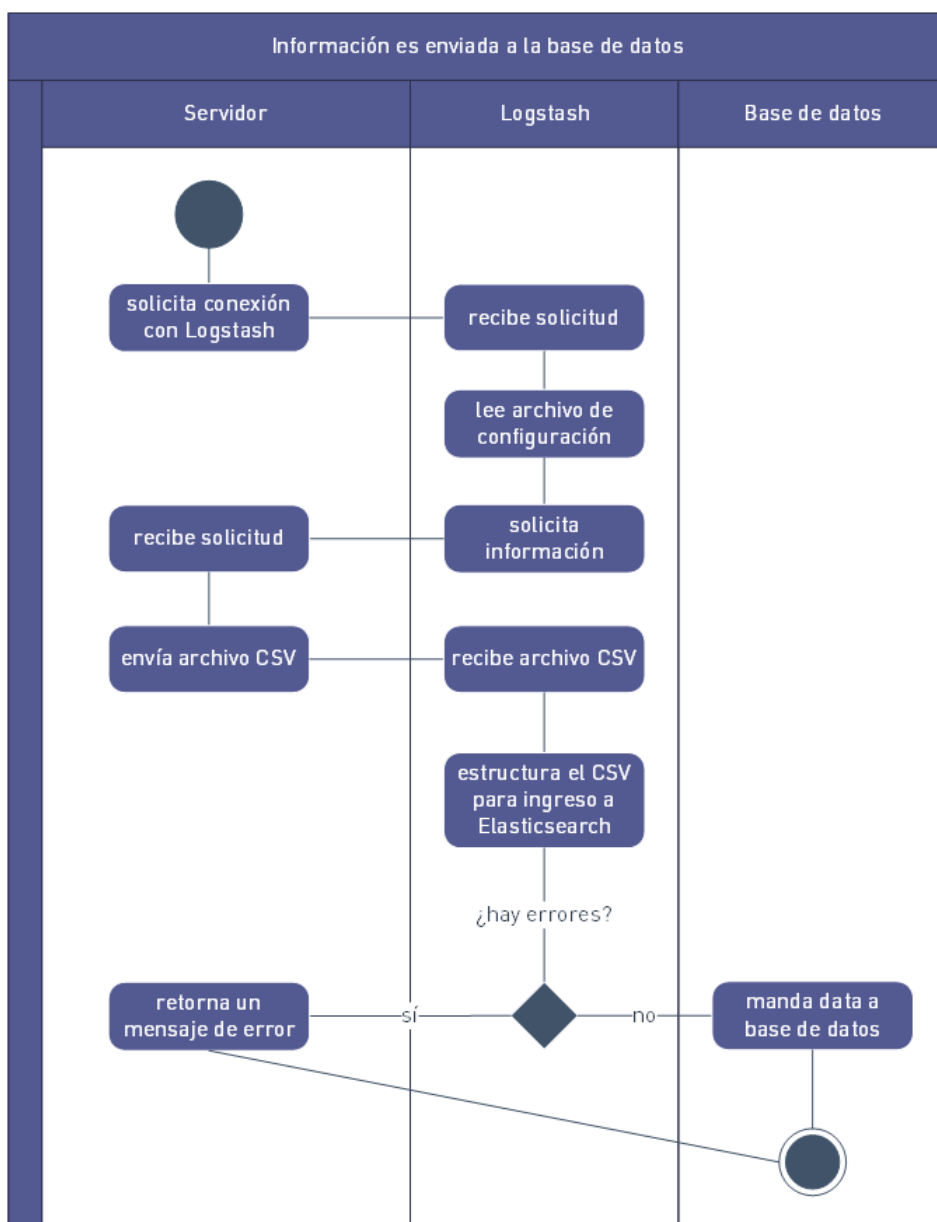 Información es enviada a la base de datos
Servidor
Logstash
Base de datos
solicita conexión
con Logstash
recibe solicitud
lee archivo de
configuración
recibe solicitud
solicita
información
envía archivo CSV
recibe archivo CSV
estructura el CSV
para ingreso a
Elasticsearch
¿hay errores?
retorna un
mensaje de error
sí
no
manda data a
base de datos